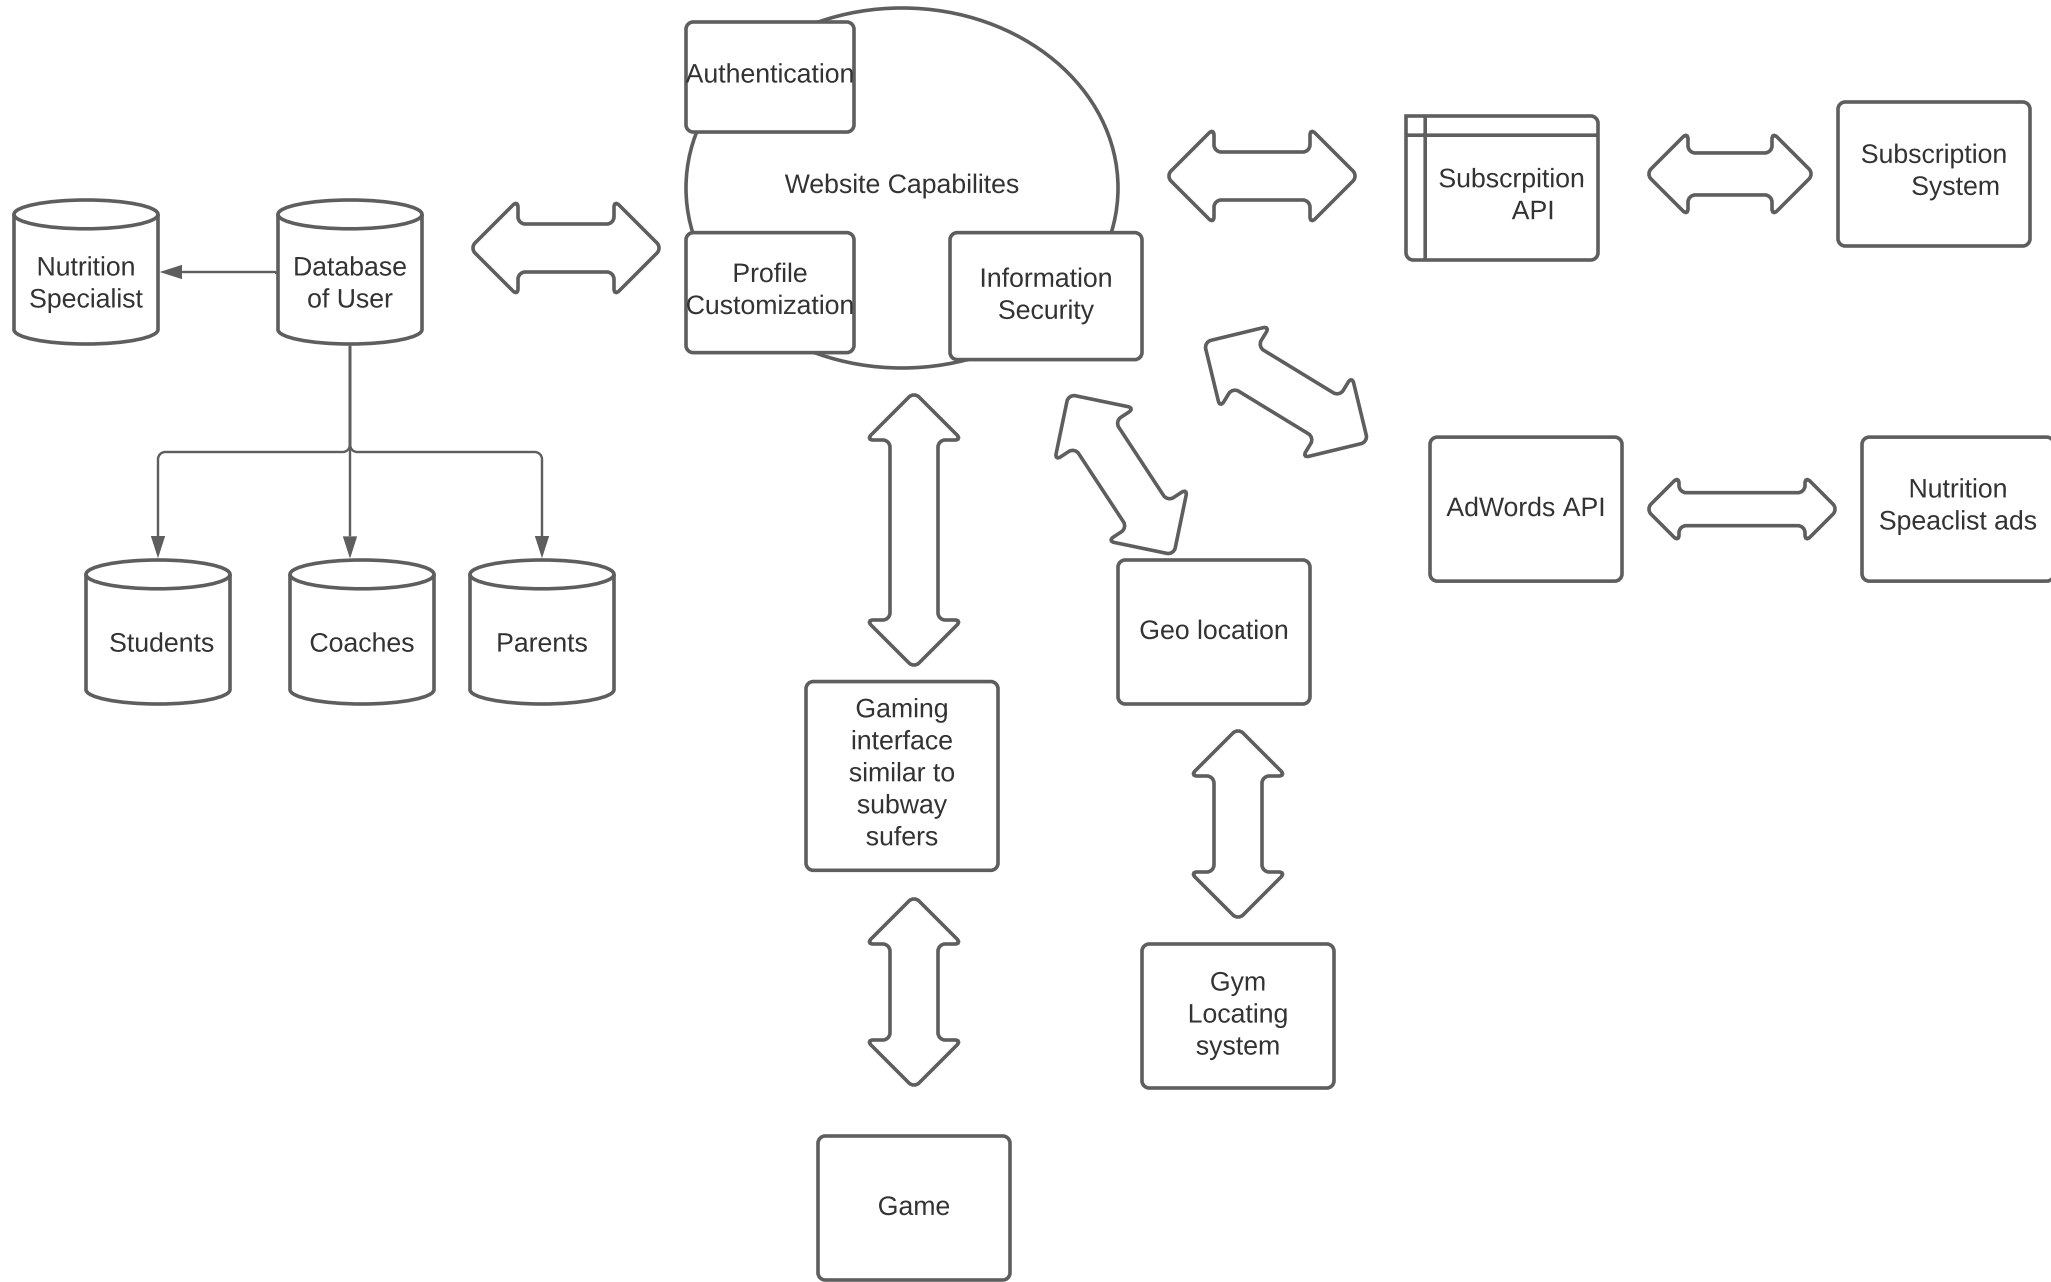 Authentication
Website Capabilites
Profile
Customization
Information
Security
Nutrition
Specialist
Database
of User
Students
Coaches
Parents
Subscrpition
API
Subscription
System
AdWords API
Nutrition
Speaclist ads
Geo location
Gym
Locating
system
Gaming
interface
similar to
subway
sufers
Game